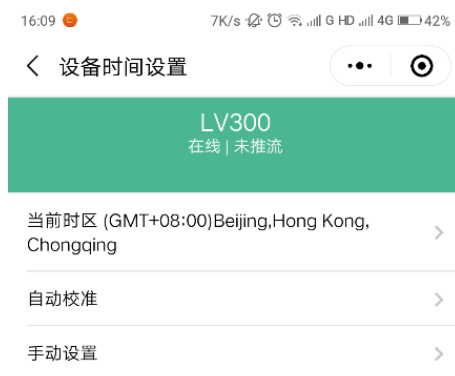 16:09 7K/s G HD 4G 42%
设备时间设置
LV300
在线 | 未推流
当前时区 (GMT+08:00)Beijing,Hong Kong,
Chongqing
自动校准
手动设置